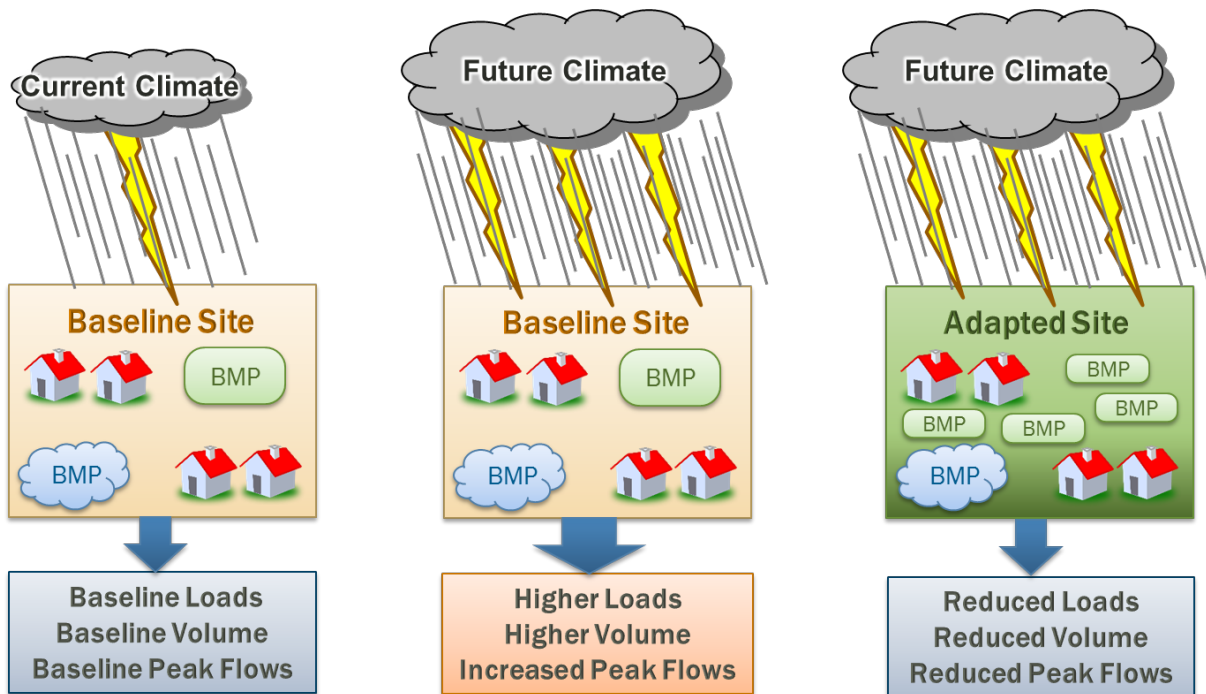 Current Climate
Baseline Site
BMP
BMP
Baseline Loads
Baseline Volume
Baseline Peak Flows
Future Climate
Baseline Site
BMP
BMP
Higher Loads
Higher Volume
Increased Peak Flows
Future Climate
Adapted Site
BMP
BMP
BMP
BMP
BMP
Reduced Loads
Reduced Volume
Reduced Peak Flows